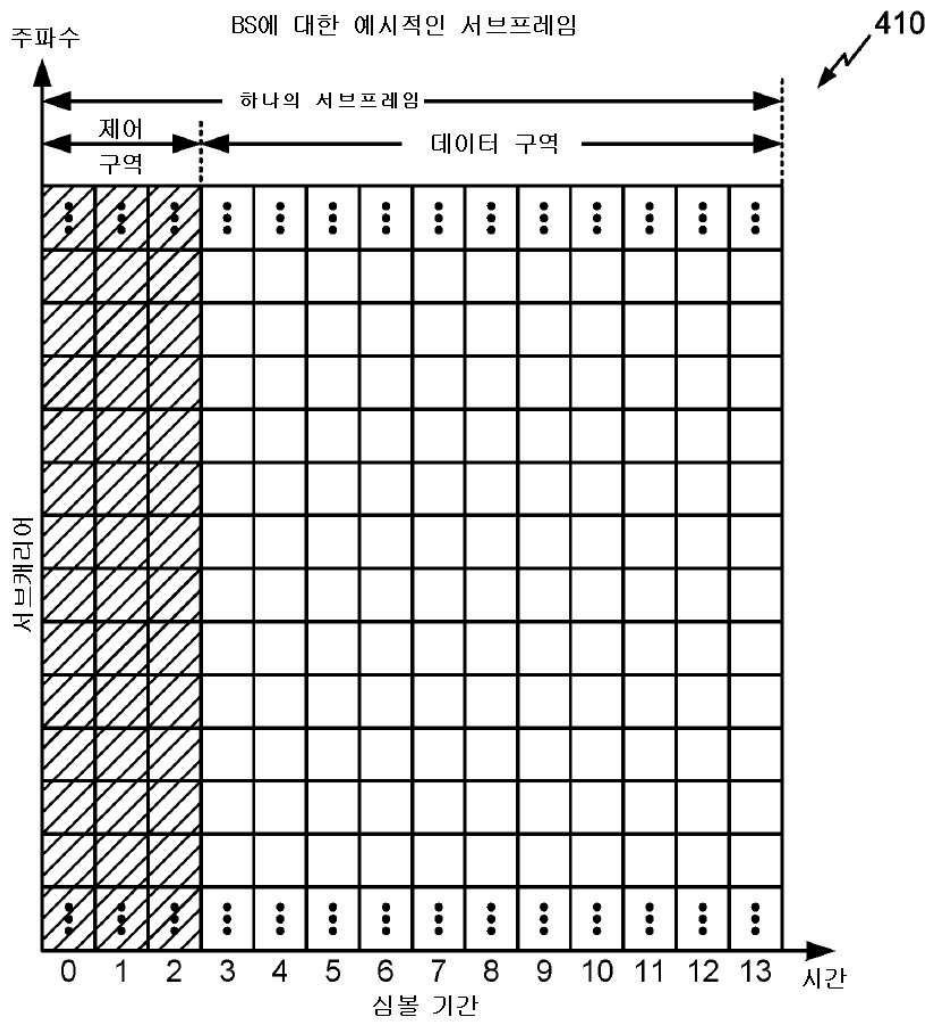 BS에 대한 예시적인 서브프레임
410
주파수
하나의 서브프레임
제어
구역
데이터 구역
서브캐리어
0 1 2 3 4 5 6 7 8 9 10 11 12 13
시간
심볼 기간